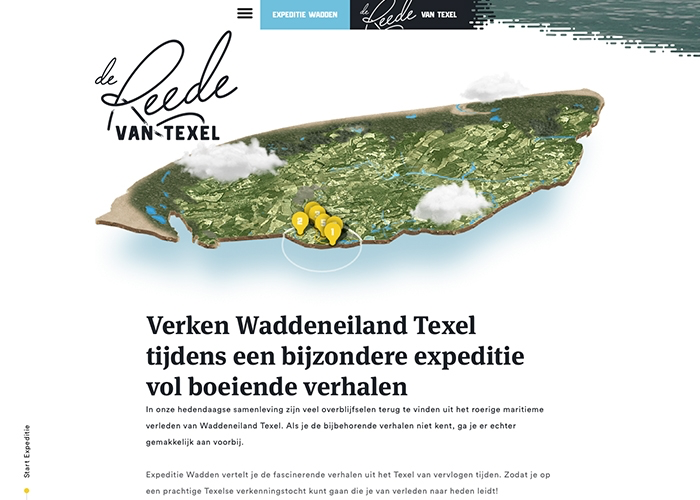 EXPEDITIE WADDEN
de Reede VAN TEXEL
de Reede
VAN TEXEL
2
1
Verken Waddeneiland Texel
tijdens een bijzondere expeditie
vol boeiende verhalen
In onze hedendaagse samenleving zijn veel overblijfselen terug te vinden uit het roerige maritieme
verleden van Waddeneiland Texel. Als je de bijbehorende verhalen niet kent, ga je er echter
gemakkelijk aan voorbij.
Expeditie Wadden vertelt je de fascinerende verhalen uit het Texel van vervlogen tijden. Zodat je op
een prachtige Texelse verkenningstocht kunt gaan die je van verleden naar heden leidt!
Start Expeditie